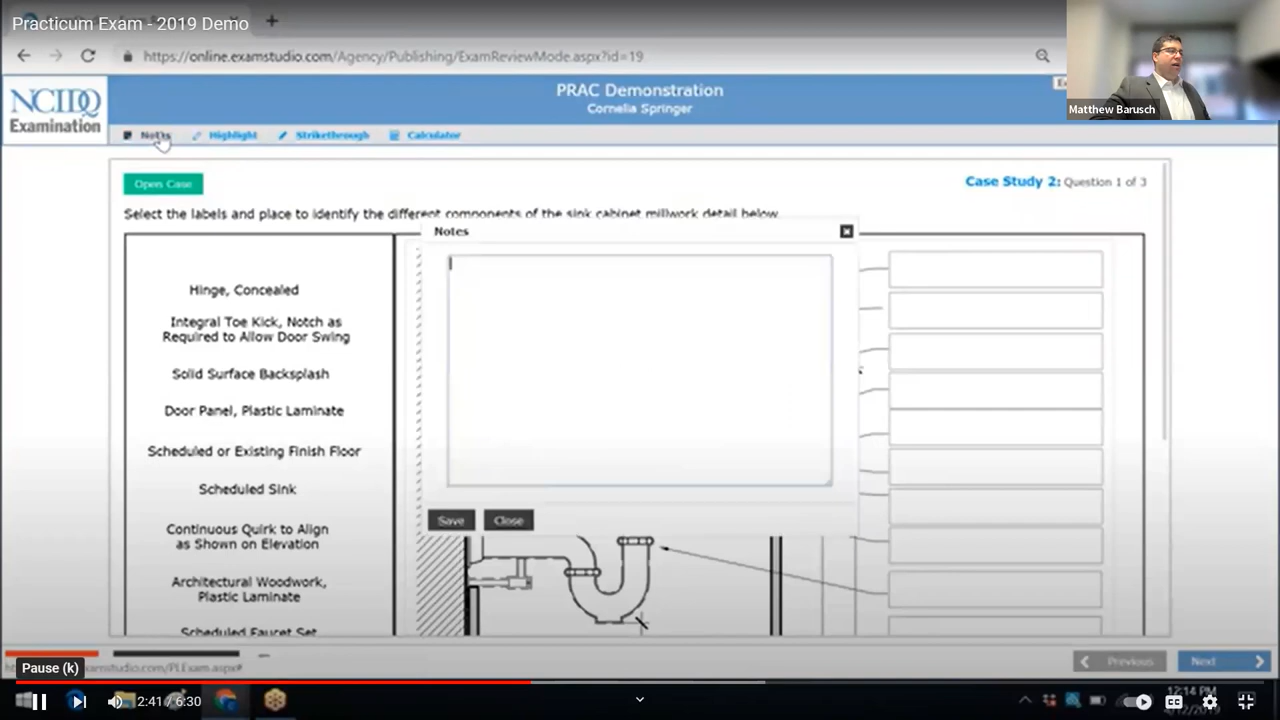 Practicum Exam - 2019 Demo
https://online.examstudio.com/Agency/Publishing/ExamReviewMode.aspx?id=19
Matthew Barusch
NCIDQ
Examination
PRAC Demonstration
Cornelia Springer
Notes Highlight Strikethrough Calculator
Open Case
Case Study 2: Question 1 of 3
Select the labels and place to identify the different components of the sink cabinet millwork detail below.
Notes
Hinge, Concealed
Integral Toe Kick, Notch as
Required to Allow Door Swing
Solid Surface Backsplash
Door Panel, Plastic Laminate
Scheduled or Existing Finish Floor
Scheduled Sink
Continuous Quirk to Align
as Shown on Elevation
Architectural Woodwork,
Plastic Laminate
Scheduled Faucet Set
Save Close
Previous Next
Pause (k)
examstudio.com/PLExam.aspx#
2:41 / 6:30
12:14 PM